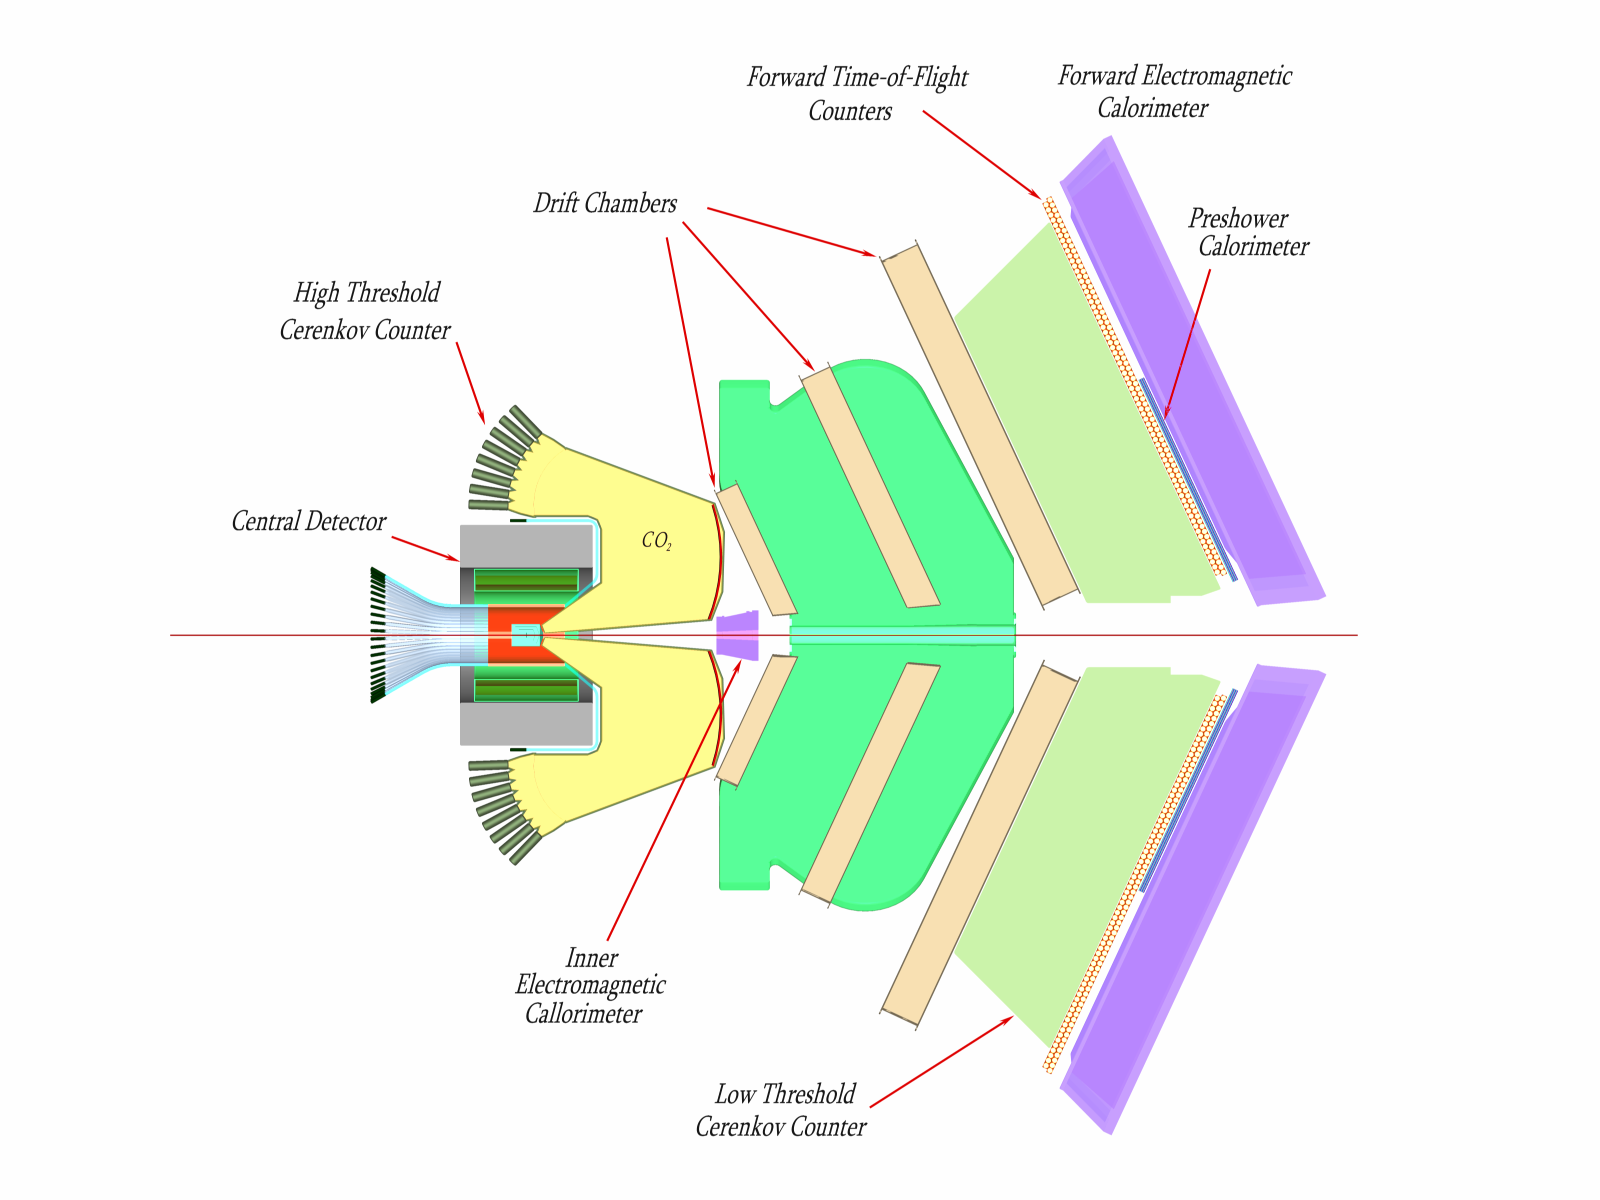 Forward Time-of-Flight
Counters
Forward Electromagnetic
Calorimeter
Drift Chambers
Preshower
Calorimeter
High Threshold
Cerenkov Counter
Central Detector
CO₂
Inner
Electromagnetic
Callorimeter
Low Threshold
Cerenkov Counter